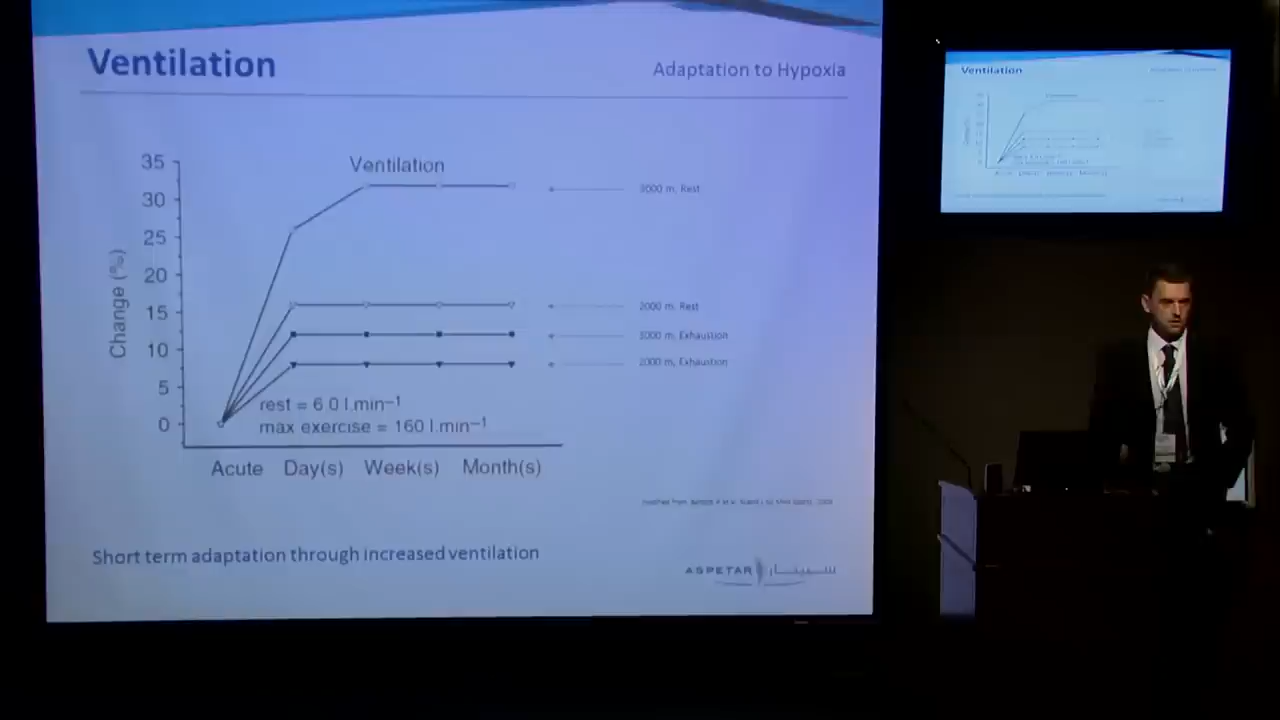 Ventilation
Adaptation to Hypoxia
Ventilation
35
30
25
20
15
10
5
0
Change (%)
3000 m, Rest
2000 m, Rest
3000 m, Exhaustion
2000 m, Exhaustion
rest = 6.0 l.min–1
max exercise = 160 l.min–1
Acute Day(s) Week(s) Month(s)
Short term adaptation through increased ventilation
ASPETAR سبيتار
Ventilation